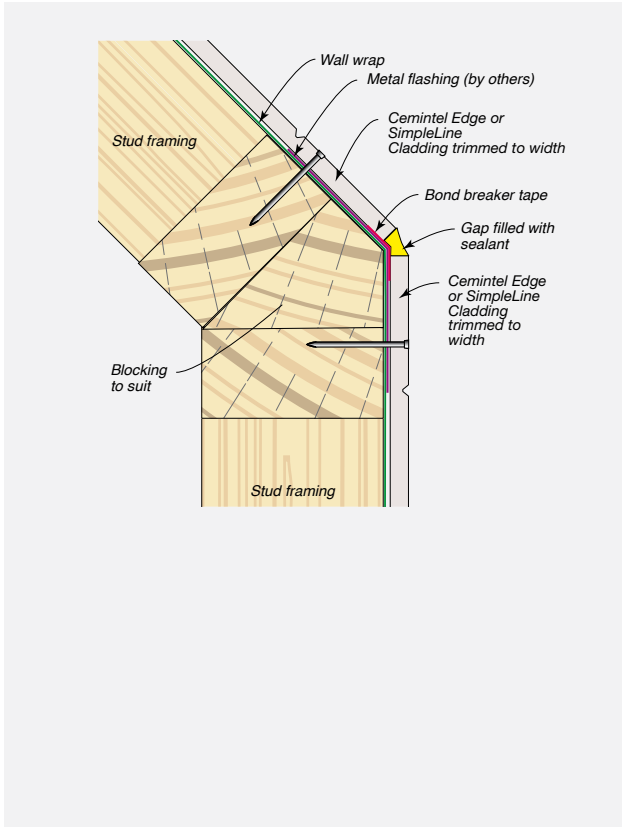 Wall wrap
Metal flashing (by others)
Cemintel Edge or
SimpleLine
Cladding trimmed to width
Stud framing
Bond breaker tape
Gap filled with
sealant
Cemintel Edge
or SimpleLine
Cladding
trimmed to
width
Blocking
to suit
Stud framing